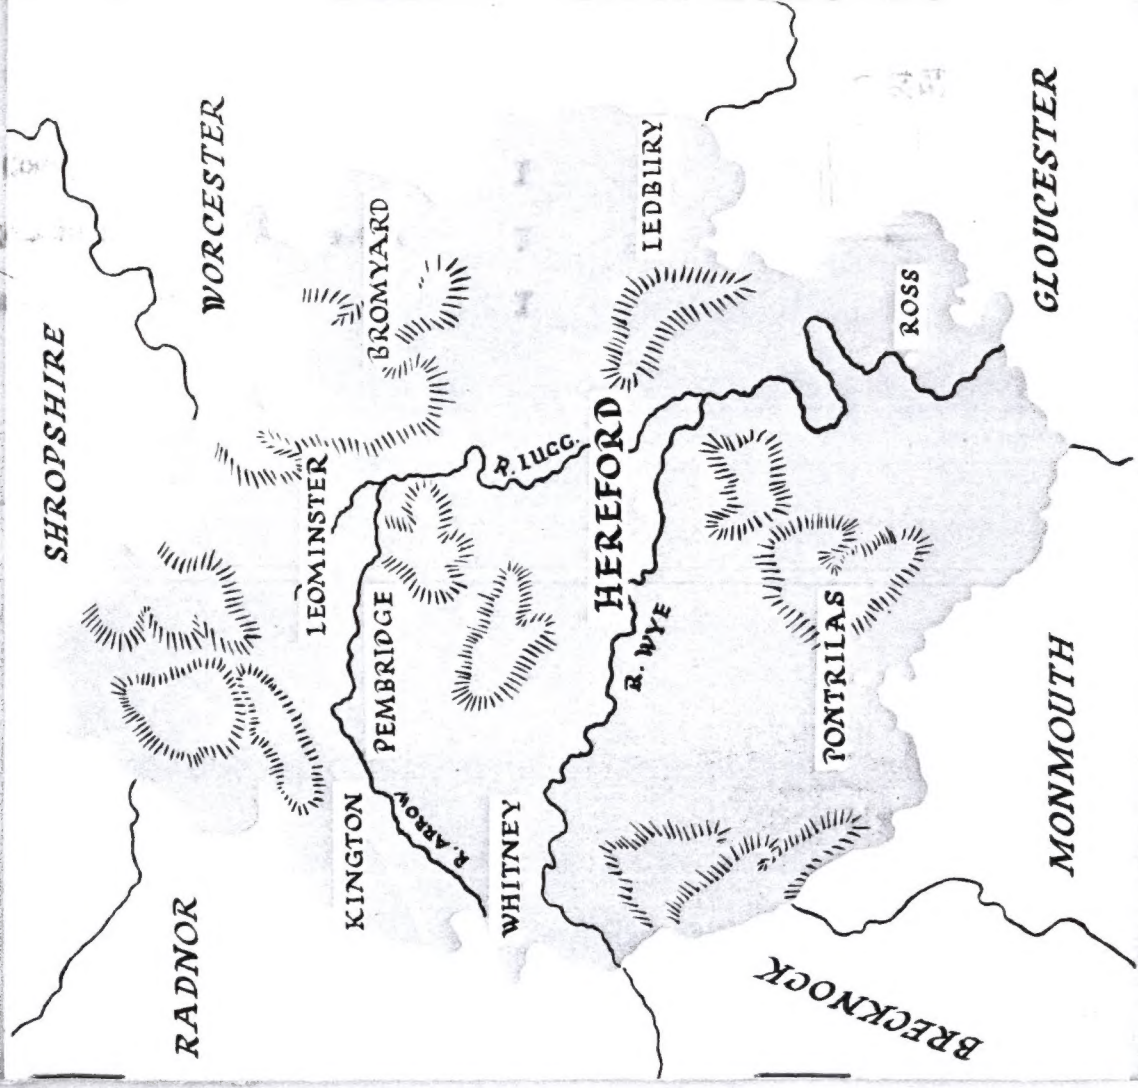 SHROPSHIRE
RADNOR
WORCESTER
LEOMINSTER
BROMYARD
KINGTON
PEMBRIDGE
R. ARROW
R. LUGG.
WHITNEY
HEREFORD
R. WYE
LEDBURY
PONTRILAS
ROSS
BRECKNOCK
MONMOUTH
GLOUCESTER